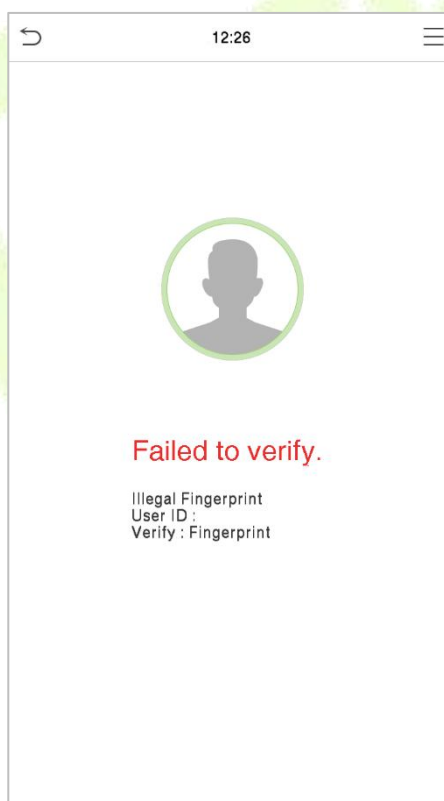 12:26
Failed to verify.
Illegal Fingerprint
User ID :
Verify : Fingerprint